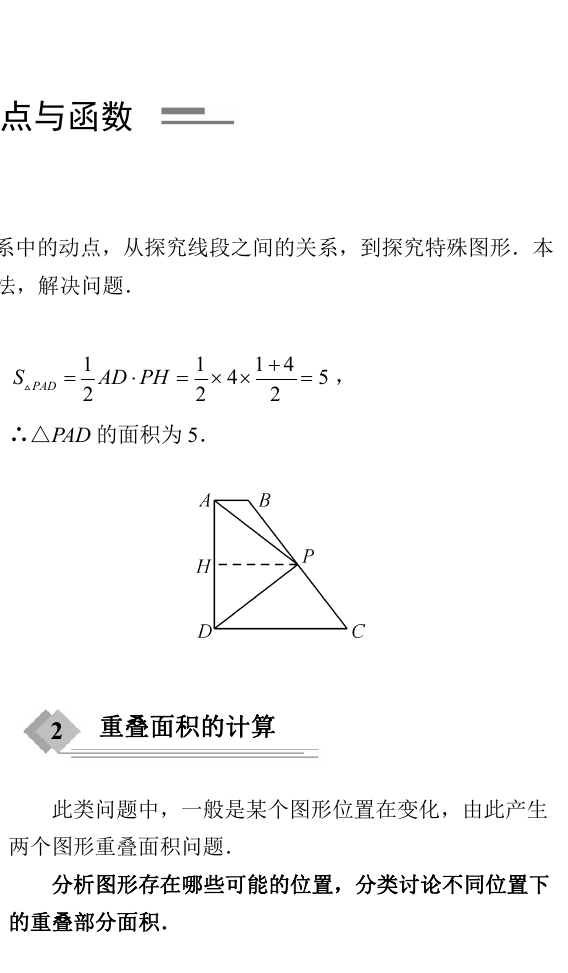 点与函数
系中的动点，从探究线段之间的关系，到探究特殊图形．本
法，解决问题．
S△PAD = 1/2 AD · PH = 1/2 × 4 × (1+4)/2 = 5，
∴△PAD 的面积为 5．
A B
H P
D C
2 重叠面积的计算
此类问题中，一般是某个图形位置在变化，由此产生
两个图形重叠面积问题．
分析图形存在哪些可能的位置，分类讨论不同位置下
的重叠部分面积．